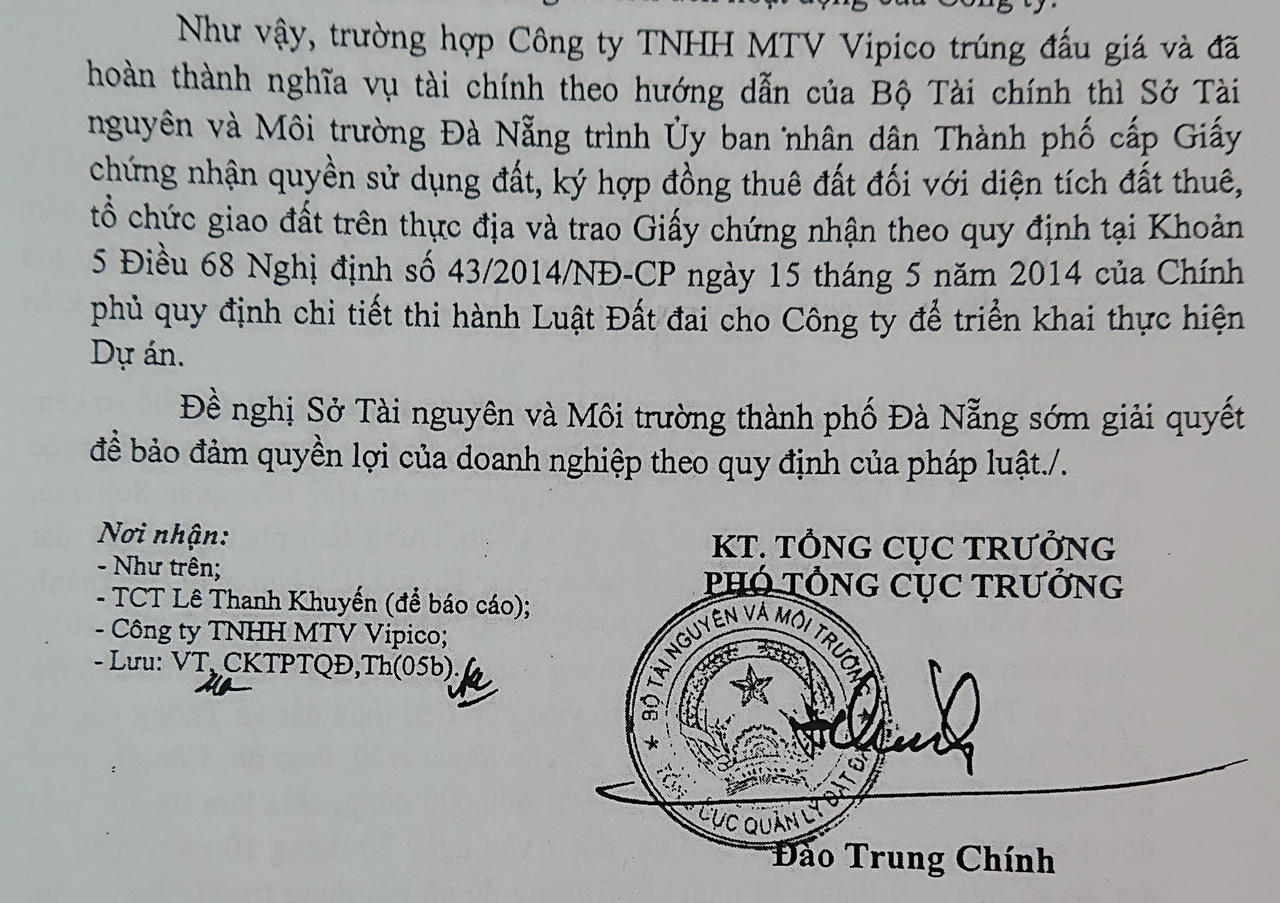 của Công ty.
Như vậy, trường hợp Công ty TNHH MTV Vipico trúng đấu giá và đã
hoàn thành nghĩa vụ tài chính theo hướng dẫn của Bộ Tài chính thì Sở Tài
nguyên và Môi trường Đà Nẵng trình Ủy ban nhân dân Thành phố cấp Giấy
chứng nhận quyền sử dụng đất, ký hợp đồng thuê đất đối với diện tích đất thuê,
tổ chức giao đất trên thực địa và trao Giấy chứng nhận theo quy định tại Khoản
5 Điều 68 Nghị định số 43/2014/NĐ-CP ngày 15 tháng 5 năm 2014 của Chính
phủ quy định chi tiết thi hành Luật Đất đai cho Công ty để triển khai thực hiện
Dự án.
Đề nghị Sở Tài nguyên và Môi trường thành phố Đà Nẵng sớm giải quyết
để bảo đảm quyền lợi của doanh nghiệp theo quy định của pháp luật./.
Nơi nhận:
- Như trên;
- TCT Lê Thanh Khuyến (để báo cáo);
- Công ty TNHH MTV Vipico;
- Lưu: VT, CKTPTQĐ,Th(05b).
KT. TỔNG CỤC TRƯỞNG
PHÓ TỔNG CỤC TRƯỞNG
★ BỘ TÀI NGUYÊN VÀ MÔI TRƯỜNG ★
TỔNG CỤC QUẢN LÝ ĐẤT ĐAI
Đào Trung Chính